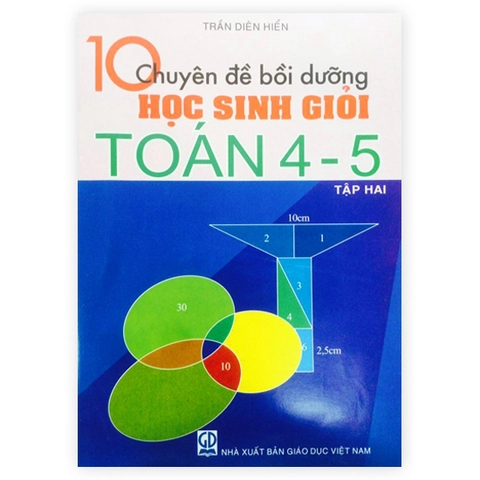 TRẦN DIÊN HIỂN
10 Chuyên đề bồi dưỡng
HỌC SINH GIỎI
TOÁN 4 - 5
TẬP HAI
10cm
2
1
3
30
4
6
2,5cm
10
GD
NHÀ XUẤT BẢN GIÁO DỤC VIỆT NAM